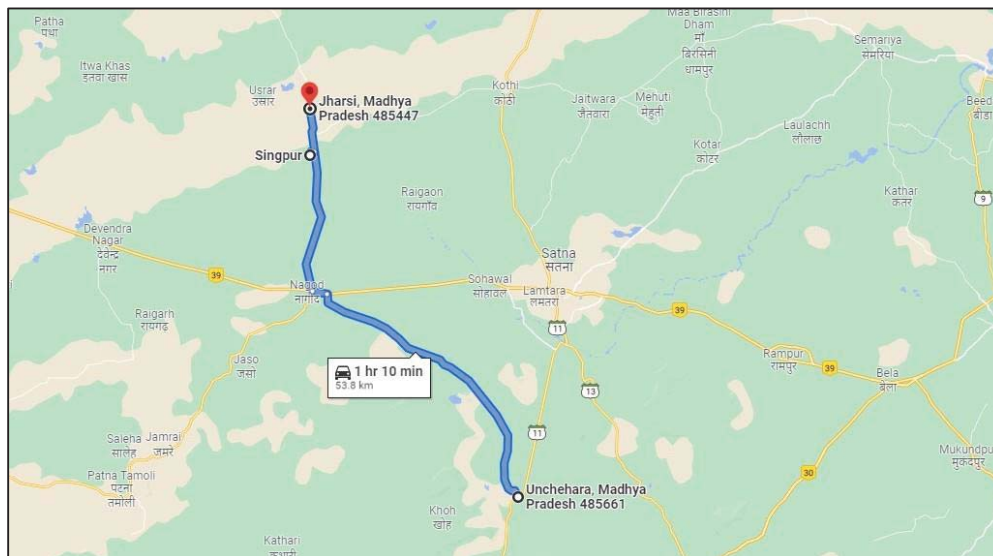 Patha
पथा
Maa Birasini
Dham
माँ
बिरसिनी
धामपुर
Semariya
समरिया
Itwa Khas
इतवा खास
Usrar
उस्रार
Jharsi, Madhya
Pradesh 485447
Kothi
कोठी
Jaitwara
जैतवारा
Mehuti
मेहुती
Beed
बीडा
Singpur
Kotar
कोटर
Laulachh
लौलाछ
Raigaon
रायगाँव
Kathar
कतर
9
Devendra
Nagar
देवेन्द्र
नगर
39
Satna
सतना
Nagod
नागौद
Sohawal
सोहावल
Lamtara
लमतरा
Raigarh
रायगढ़
11
39
Jaso
जसो
1 hr 10 min
53.8 km
Rampur
रामपुर
39
Bela
बेला
13
Saleha
सालेह
Jamrai
जमरे
11
Mukundpu
मुकुंदपुर
Patna Tamoli
पटना
तमोली
30
Unchehara, Madhya
Pradesh 485661
Khoh
खोह
Kathari